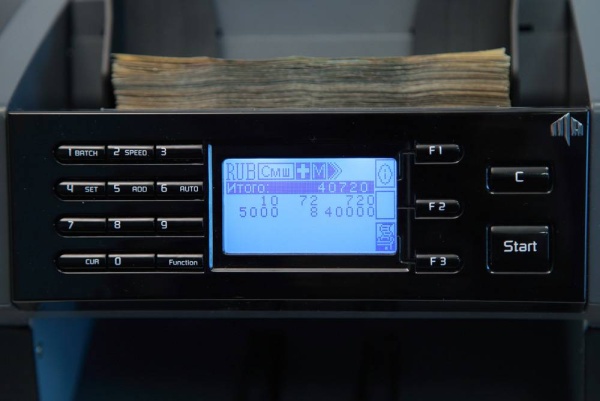 1 BATCH 2 SPEED 3
4 SET 5 ADD 6 AUTO
7 8 9
CUR 0 Function
RUB Смш + M
Итого: 40720
10 72 720
5000 8 40000
F1
F2
F3
C
Start